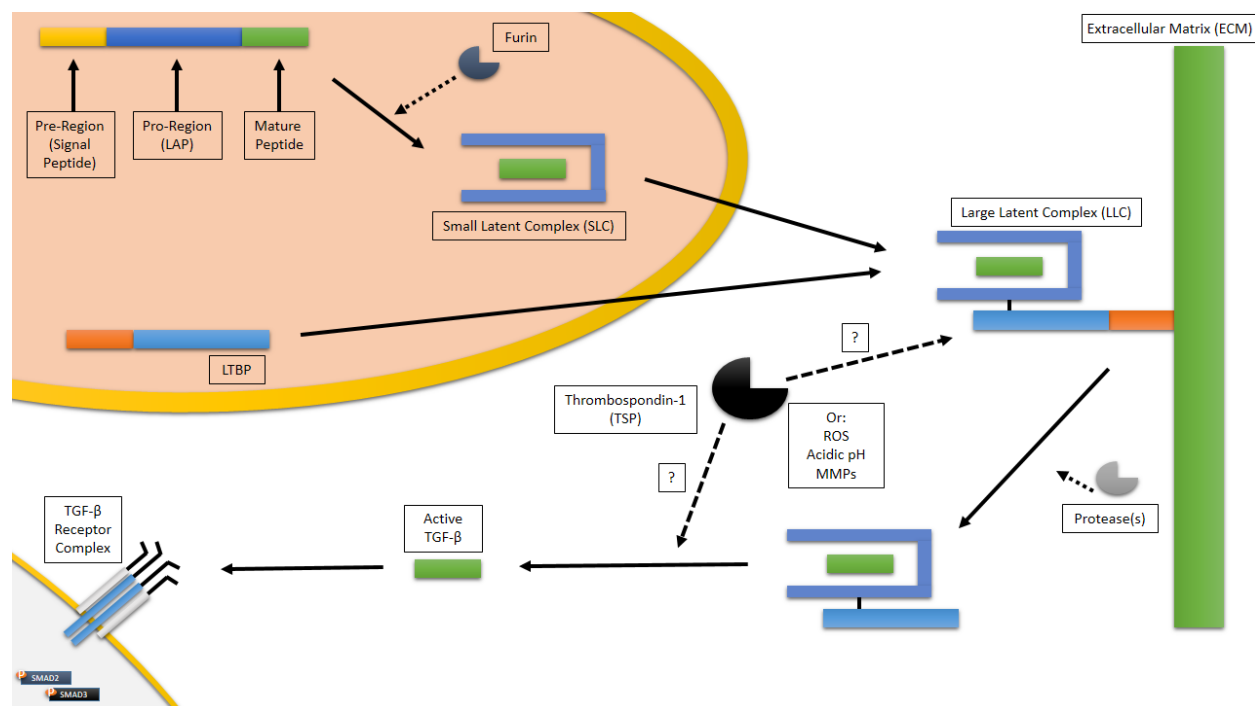 Furin
Extracellular Matrix (ECM)
Pre-Region
(Signal
Peptide)
Pro-Region
(LAP)
Mature
Peptide
Small Latent Complex (SLC)
Large Latent Complex (LLC)
LTBP
?
Thrombospondin-1
(TSP)
Or:
ROS
Acidic pH
MMPs
?
Protease(s)
TGF-β
Receptor
Complex
Active
TGF-β
P
SMAD2
P
SMAD3